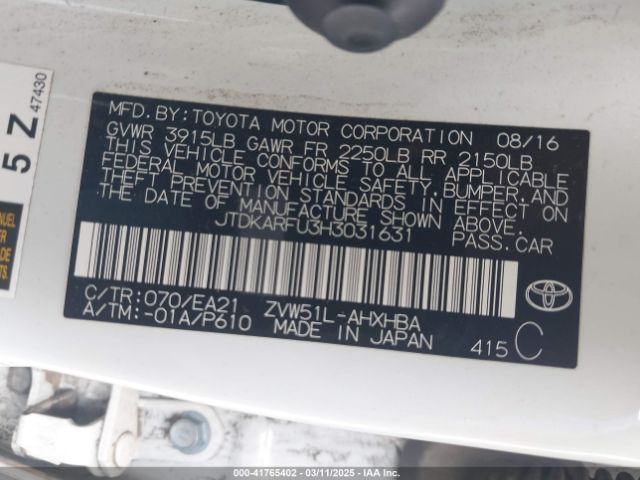 MFD.BY:TOYOTA MOTOR CORPORATION 08/16
GVWR 3915LB GAWR FR 2250LB RR 2150LB
THIS VEHICLE CONFORMS TO ALL APPLICABLE
FEDERAL MOTOR VEHICLE SAFETY,BUMPER,AND
THEFT PREVENTION STANDARDS IN EFFECT ON
THE DATE OF MANUFACTURE SHOWN ABOVE.
JTDKARFU3H3031631 PASS.CAR
C/TR:070/EA21 ZVW51L-AHXHBA
A/TM:-01A/P610 MADE IN JAPAN 415 C
5 Z 47430
NUEL
TS.
000-41765402 - 03/11/2025 - IAA Inc.